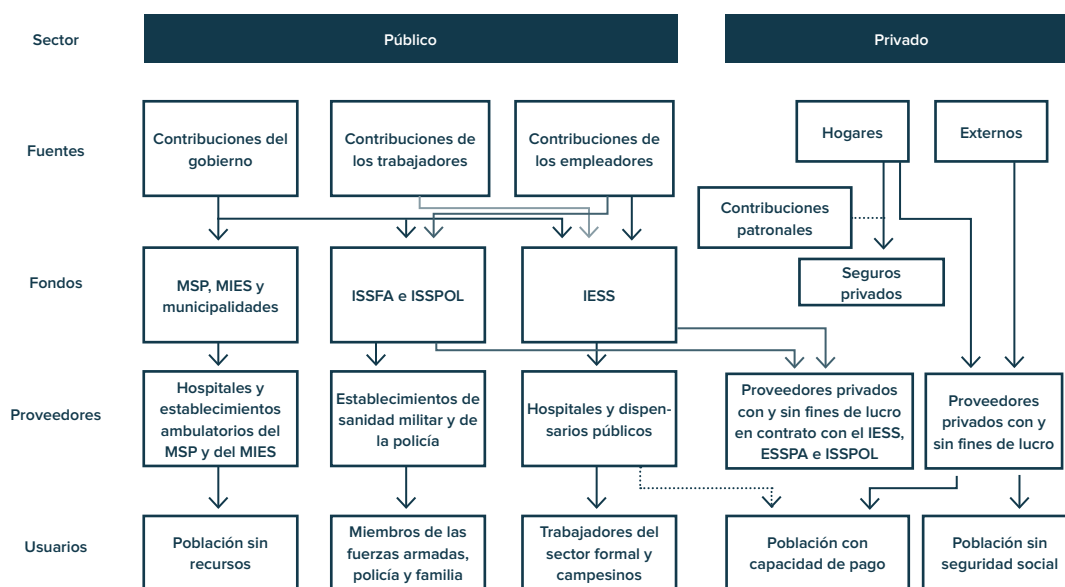 Sector
Público
Privado
Fuentes
Contribuciones del
gobierno
Contribuciones de
los trabajadores
Contribuciones de
los empleadores
Hogares
Externos
Contribuciones
patronales
Fondos
MSP, MIES y
municipalidades
ISSFA e ISSPOL
IESS
Seguros
privados
Proveedores
Hospitales y
establecimientos
ambulatorios del
MSP y del MIES
Establecimientos de
sanidad militar y de
la policía
Hospitales y dispen-
sarios públicos
Proveedores privados
con y sin fines de lucro
en contrato con el IESS,
ESSPA e ISSPOL
Proveedores
privados con y
sin fines de lucro
Usuarios
Población sin
recursos
Miembros de las
fuerzas armadas,
policía y familia
Trabajadores del
sector formal y
campesinos
Población con
capacidad de pago
Población sin
seguridad social